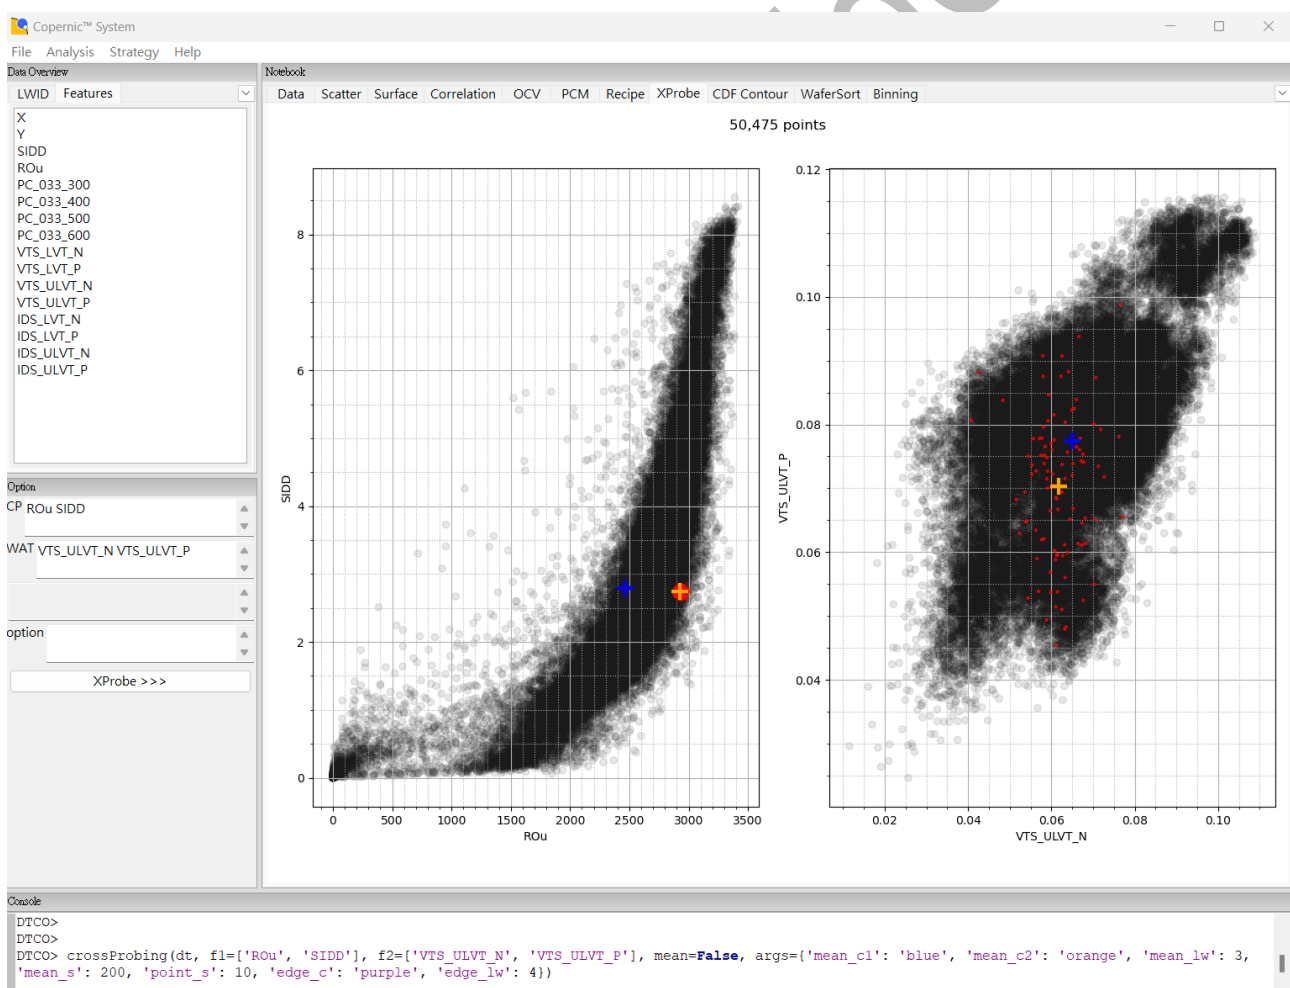 Copernic™ System
File Analysis Strategy Help
Data Overview
LWID Features
X
Y
SIDD
ROu
PC_033_300
PC_033_400
PC_033_500
PC_033_600
VTS_LVT_N
VTS_LVT_P
VTS_ULVT_N
VTS_ULVT_P
IDS_LVT_N
IDS_LVT_P
IDS_ULVT_N
IDS_ULVT_P
Option
CP ROu SIDD
WAT VTS_ULVT_N VTS_ULVT_P
option
XProbe >>>
Notebook
Data Scatter Surface Correlation OCV PCM Recipe XProbe CDF Contour WaferSort Binning
50,475 points
8
6
4
2
0
SIDD
0 500 1000 1500 2000 2500 3000 3500
ROu
0.12
0.10
0.08
0.06
0.04
VTS_ULVT_P
0.02 0.04 0.06 0.08 0.10
VTS_ULVT_N
Console
DTCO>
DTCO>
DTCO> crossProbing(dt, f1=['ROu', 'SIDD'], f2=['VTS_ULVT_N', 'VTS_ULVT_P'], mean=False, args={'mean_c1': 'blue', 'mean_c2': 'orange', 'mean_lw': 3,
'mean_s': 200, 'point_s': 10, 'edge_c': 'purple', 'edge_lw': 4})